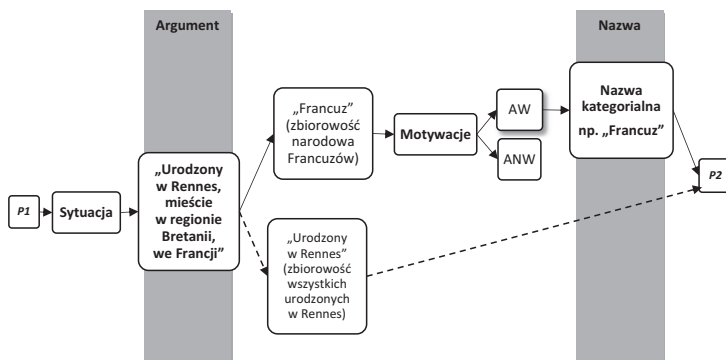 Argument
Nazwa
P1
Sytuacja
„Urodzony
w Rennes,
mieście
w regionie
Bretanii,
we Francji”
„Francuz”
(zbiorowość
narodowa
Francuzów)
Motywacje
AW
ANW
Nazwa
kategorialna
np. „Francuz”
P2
„Urodzony
w Rennes”
(zbiorowość
wszystkich
urodzonych
w Rennes)